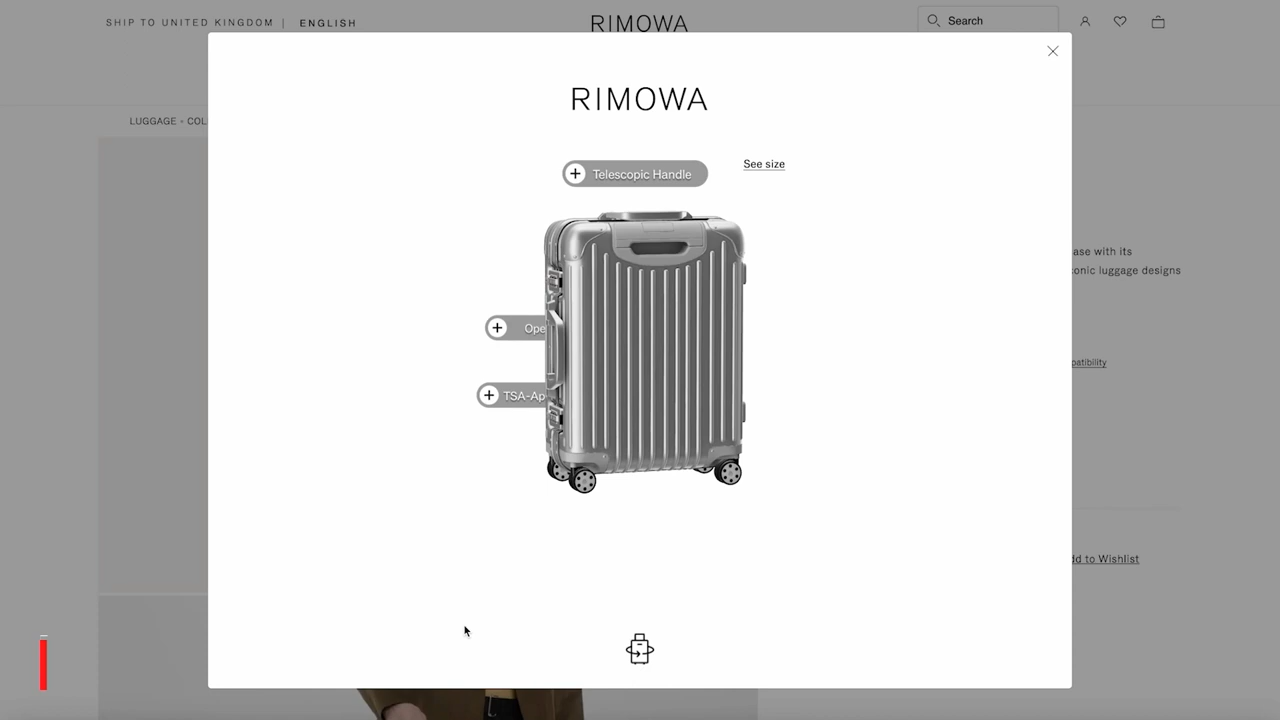 SHIP TO UNITED KINGDOM | ENGLISH
RIMOWA
Search
LUGGAGE
RIMOWA
See size
Telescopic Handle
ase with its
conic luggage designs
Ope
patibility
TSA-Ap
dd to Wishlist